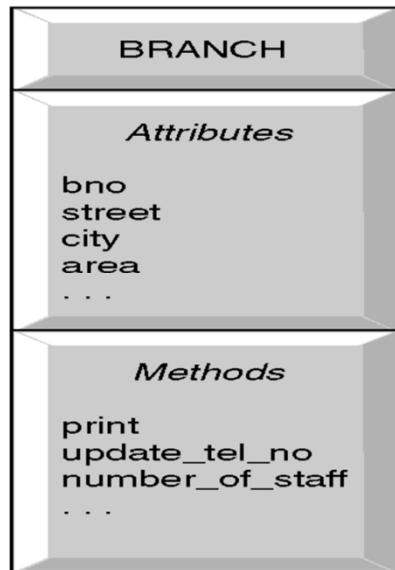 BRANCH
Attributes
bno
street
city
area
. . .
Methods
print
update_tel_no
number_of_staff
. . .